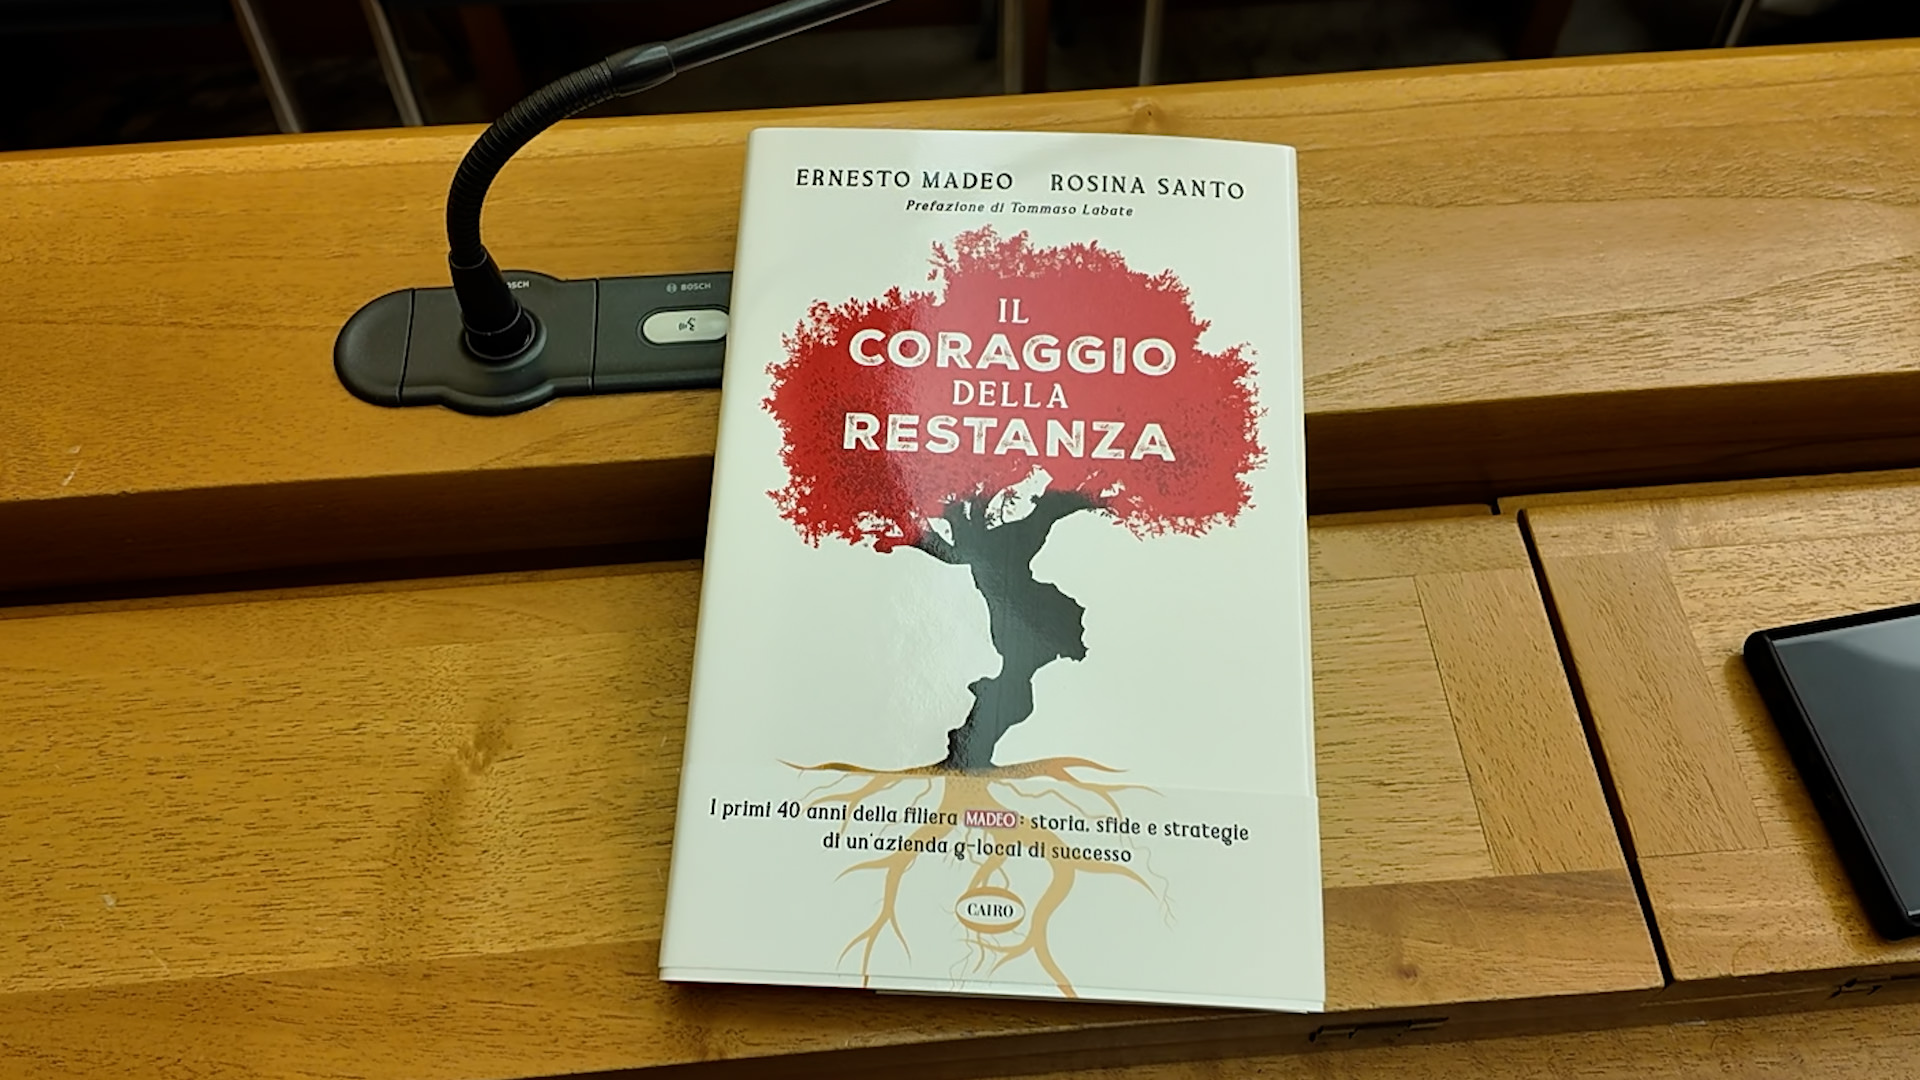 ERNESTO MADEO ROSINA SANTO
Prefazione di Tommaso Labate
IL
CORAGGIO
DELLA
RESTANZA
I primi 40 anni della filiera MADEO: storia, sfide e strategie
di un'azienda g-local di successo
CAIRO
OSCH
BOSCH